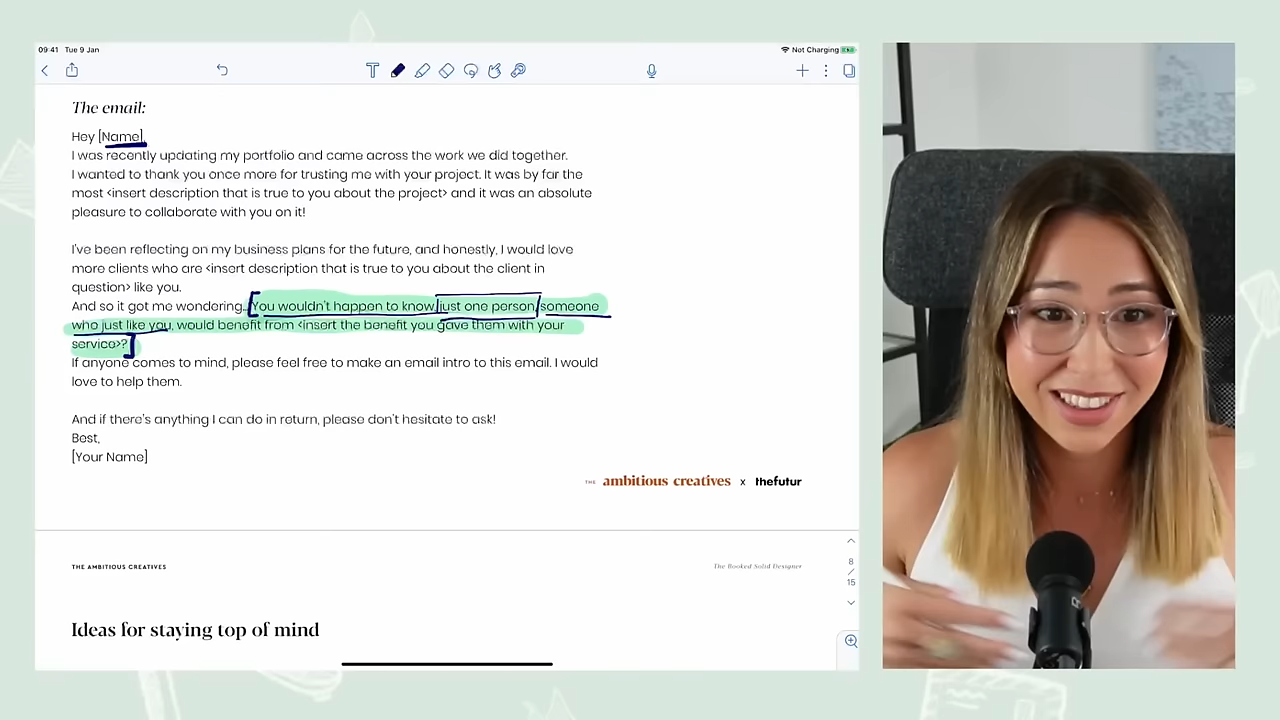 09:41 Tue 9 Jan
Not Charging
The email:
Hey [Name],
I was recently updating my portfolio and came across the work we did together.
I wanted to thank you once more for trusting me with your project. It was by far the
most <insert description that is true to you about the project> and it was an absolute
pleasure to collaborate with you on it!
I've been reflecting on my business plans for the future, and honestly, I would love
more clients who are <insert description that is true to you about the client in
question> like you.
And so it got me wondering... You wouldn't happen to know just one person, someone
who just like you, would benefit from <insert the benefit you gave them with your
service>?
If anyone comes to mind, please feel free to make an email intro to this email. I would
love to help them.
And if there's anything I can do in return, please don't hesitate to ask!
Best,
[Your Name]
THE ambitious creatives x thefutur
THE AMBITIOUS CREATIVES
The Booked Solid Designer
8
/
15
Ideas for staying top of mind